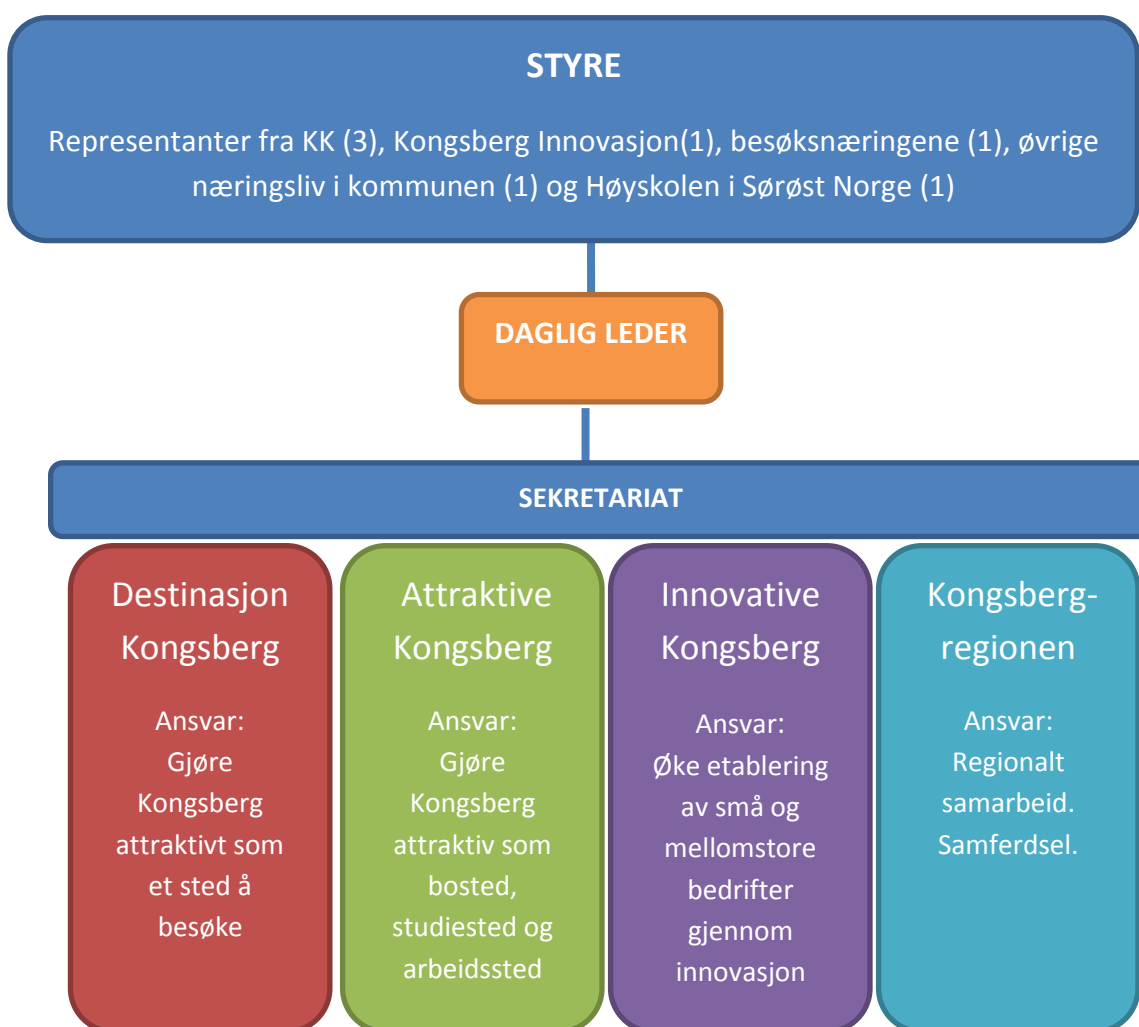 STYRE
Representanter fra KK (3), Kongsberg Innovasjon(1), besøksnæringene (1), øvrige
næringsliv i kommunen (1) og Høyskolen i Sørøst Norge (1)
DAGLIG LEDER
SEKRETARIAT
Destinasjon
Kongsberg
Ansvar:
Gjøre
Kongsberg
attraktivt som
et sted å
besøke
Attraktive
Kongsberg
Ansvar:
Gjøre
Kongsberg
attraktiv som
bosted,
studiested og
arbeidssted
Innovative
Kongsberg
Ansvar:
Øke etablering
av små og
mellomstore
bedrifter
gjennom
innovasjon
Kongsberg-
regionen
Ansvar:
Regionalt
samarbeid.
Samferdsel.